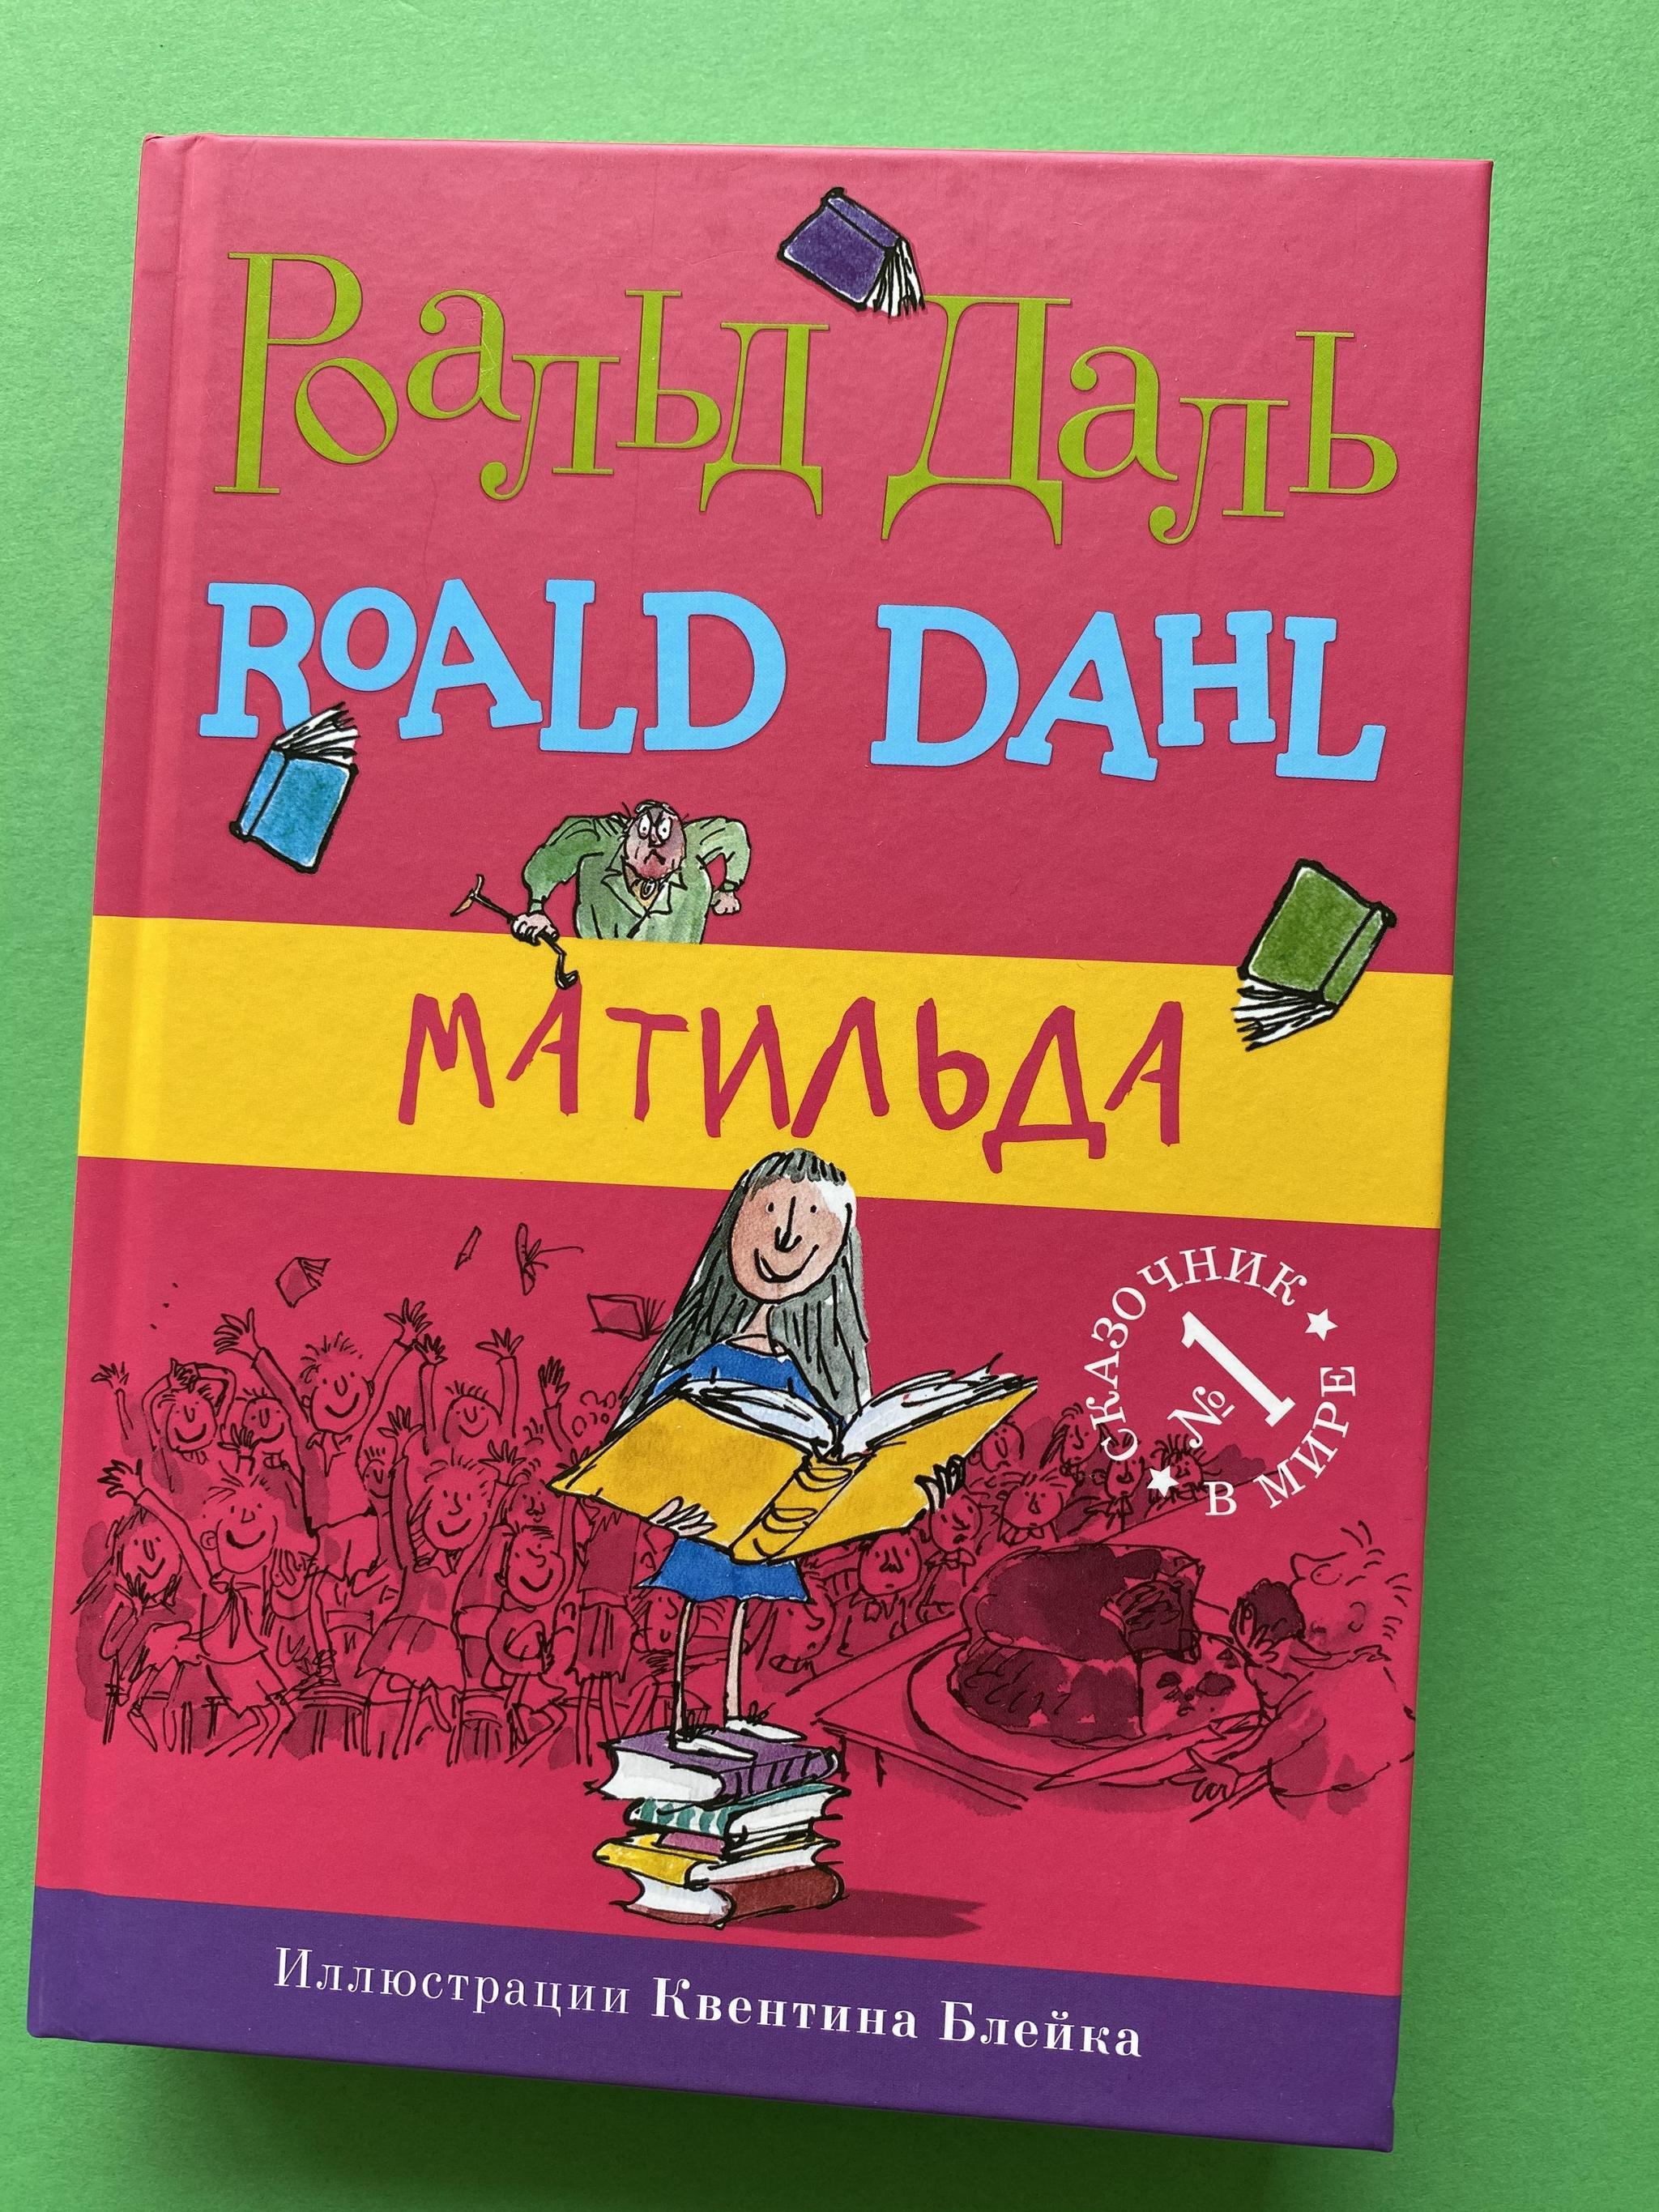 Роальд Даль
ROALD DAHL
МАТИЛЬДА
СКАЗОЧНИК
№1
В МИРЕ
Иллюстрации Квентина Блейка